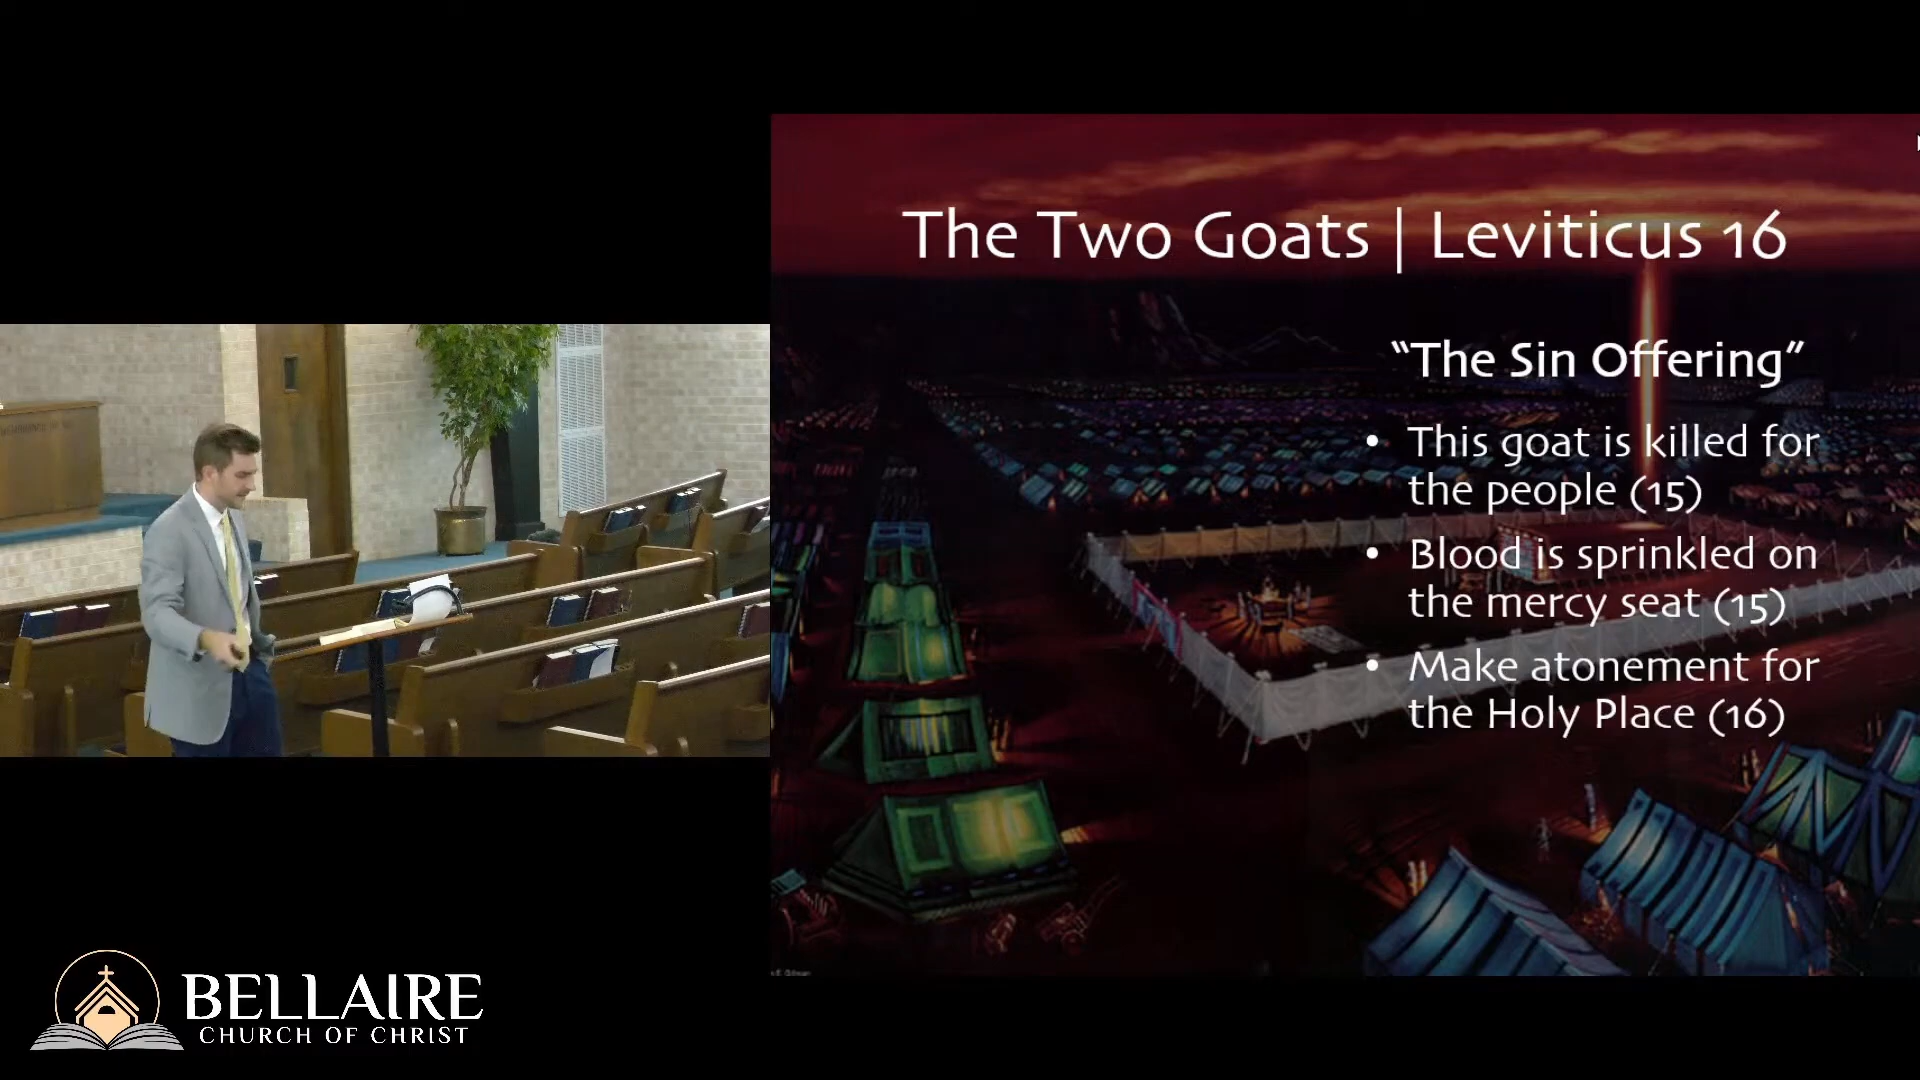 The Two Goats | Leviticus 16
“The Sin Offering”
• This goat is killed for
the people (15)
• Blood is sprinkled on
the mercy seat (15)
• Make atonement for
the Holy Place (16)
BELLAIRE
CHURCH OF CHRIST